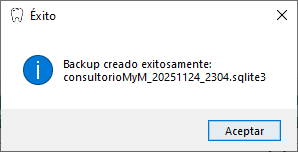 Éxito
Backup creado exitosamente:
consultorioMyM_20251124_2304.sqlite3
Aceptar